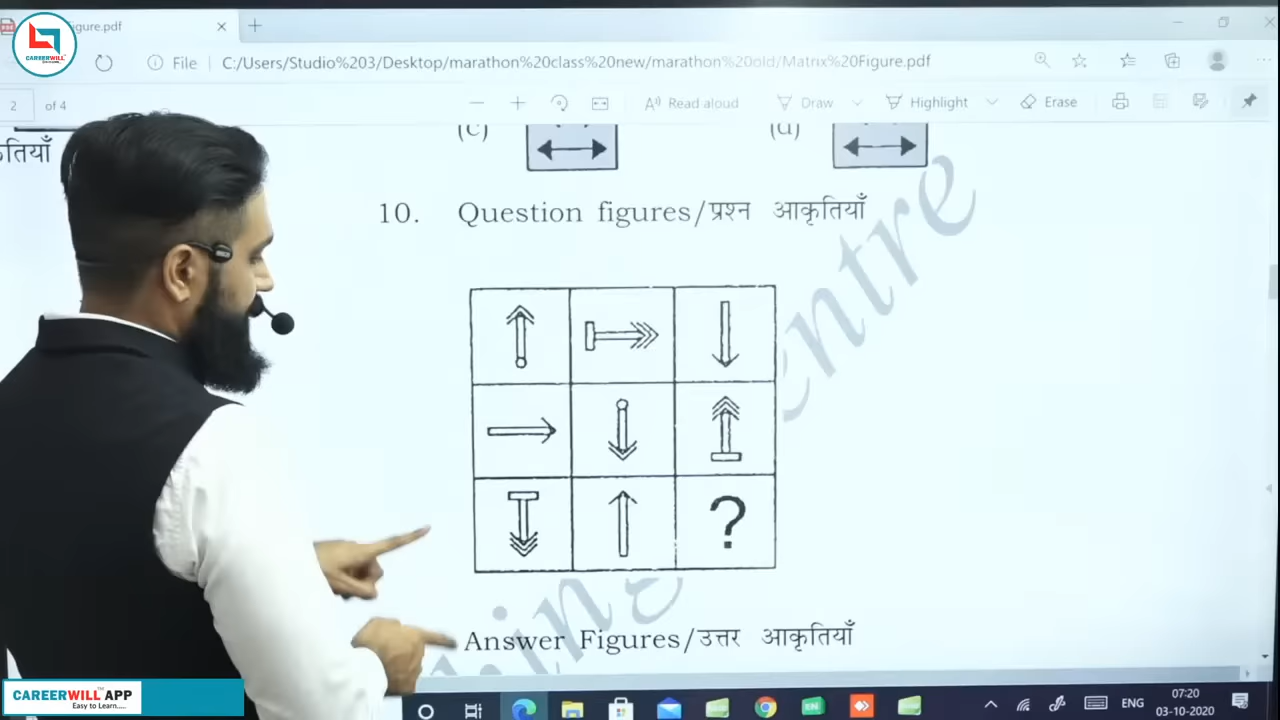 Figure.pdf
CAREERWILL
File
C:/Users/Studio%203/Desktop/marathon%20class%20new/marathon%20old/Matrix%20Figure.pdf
2 of 4
Read aloud
Draw
Highlight
Erase
(c)
(d)
10. Question figures/प्रश्न आकृतियाँ
?
Answer Figures/उत्तर आकृतियाँ
CAREERWILL APP
Easy to Learn.....
ENG
07:20
03-10-2020